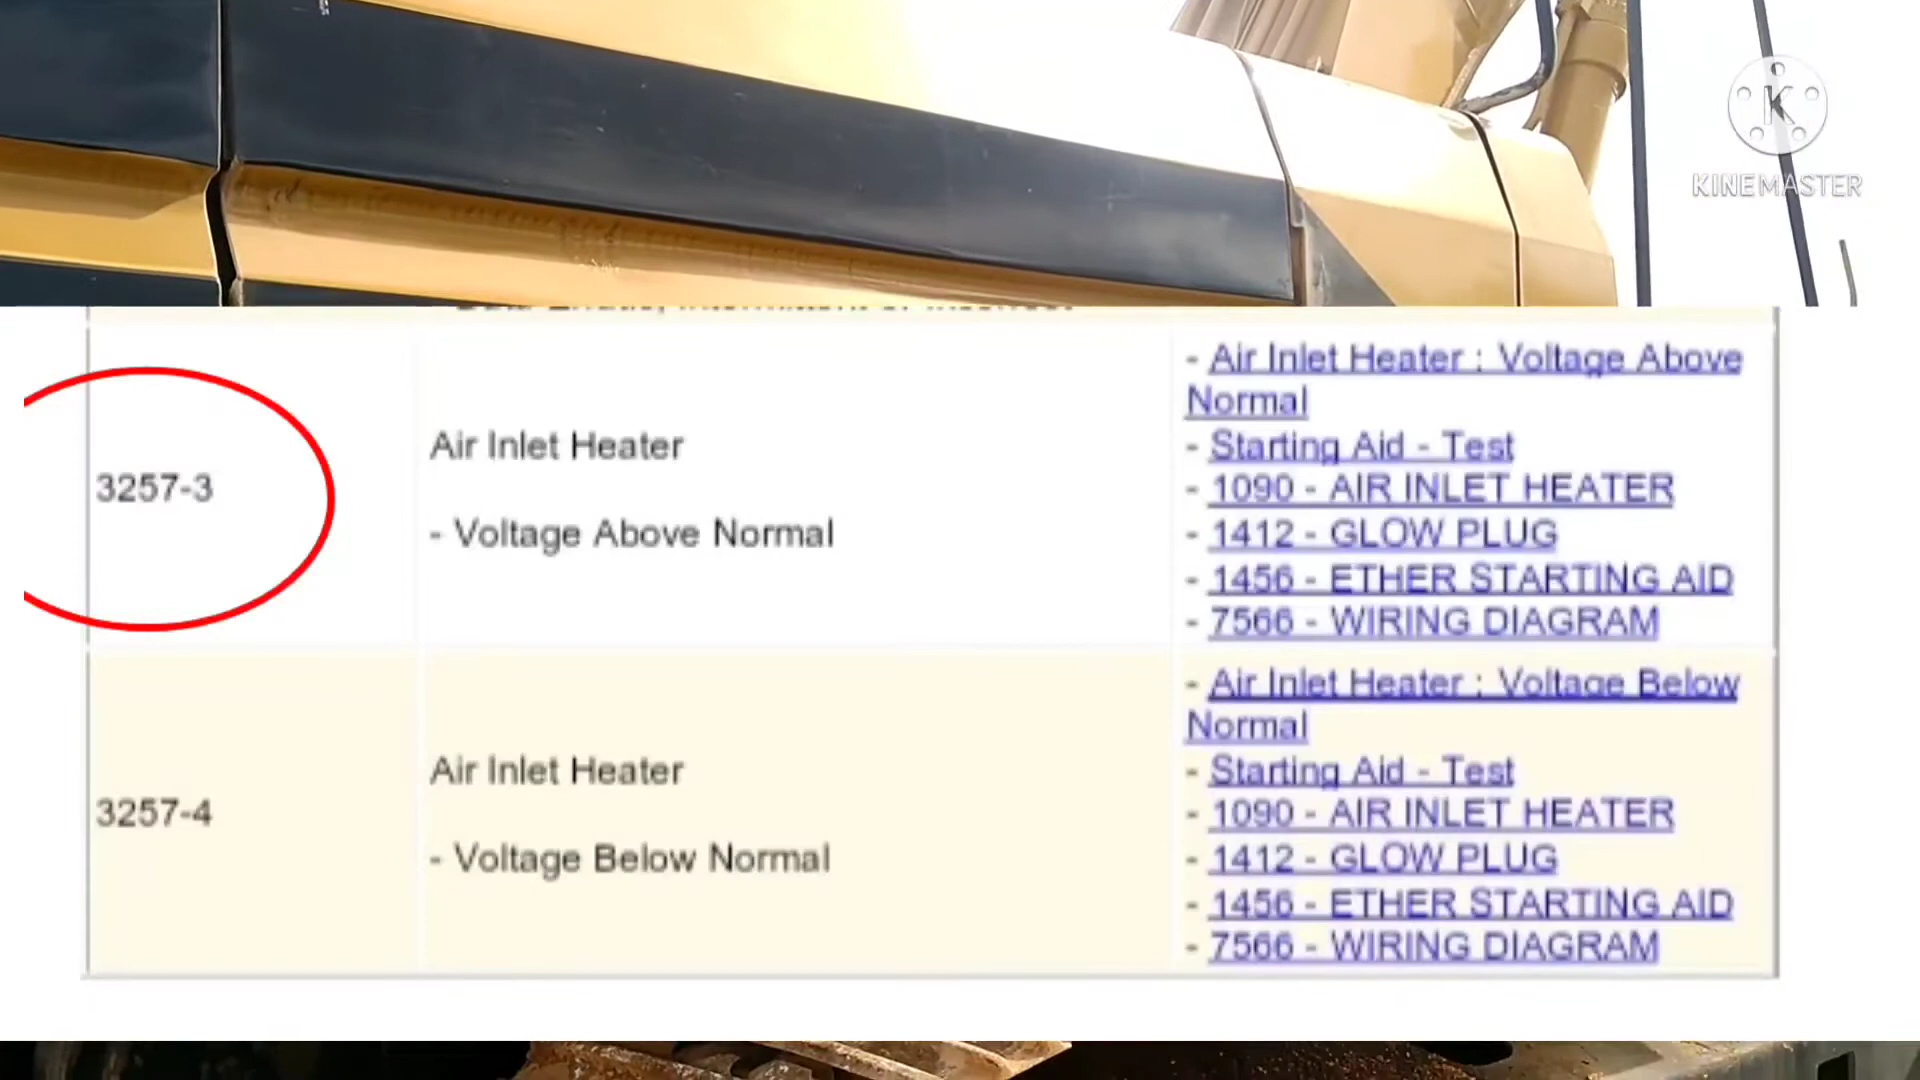 K
KINEMASTER
3257-3
Air Inlet Heater
- Voltage Above Normal
- Air Inlet Heater : Voltage Above
Normal
- Starting Aid - Test
- 1090 - AIR INLET HEATER
- 1412 - GLOW PLUG
- 1456 - ETHER STARTING AID
- 7566 - WIRING DIAGRAM
3257-4
Air Inlet Heater
- Voltage Below Normal
- Air Inlet Heater : Voltage Below
Normal
- Starting Aid - Test
- 1090 - AIR INLET HEATER
- 1412 - GLOW PLUG
- 1456 - ETHER STARTING AID
- 7566 - WIRING DIAGRAM